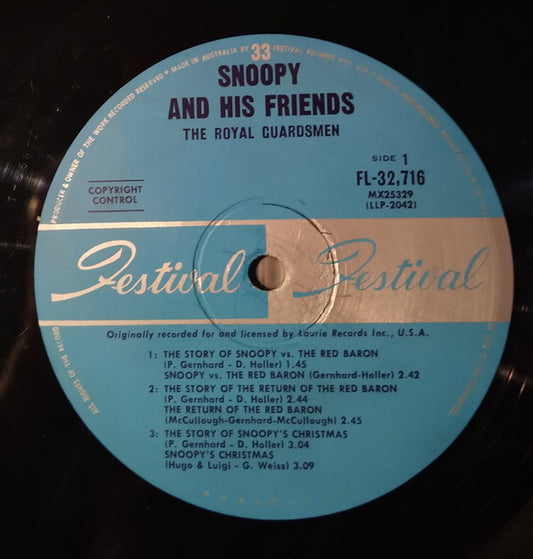 PRODUCER & OWNER OF THE WORK RECORDED RESERVED ★ MADE IN AUSTRALIA BY FESTIVAL RECORDS PTY. LTD.
33
SNOOPY
AND HIS FRIENDS
THE ROYAL GUARDSMEN
COPYRIGHT
CONTROL
SIDE 1
FL-32,716
MX25329
(LLP-2042)
Festival Festival
Originally recorded for and licensed by Laurie Records Inc., U.S.A.
1: THE STORY OF SNOOPY vs. THE RED BARON
(P. Gernhard - D. Holler) 1.45
SNOOPY vs. THE RED BARON (Gernhard-Holler) 2.42
2: THE STORY OF THE RETURN OF THE RED BARON
(P. Gernhard - D. Holler) 2.44
THE RETURN OF THE RED BARON
(McCullough-Gernhard-McCullough) 2.45
3: THE STORY OF SNOOPY'S CHRISTMAS
(P. Gernhard - D. Holler) 3.04
SNOOPY'S CHRISTMAS
(Hugo & Luigi - G. Weiss) 3.09
ALL RIGHTS OF THE